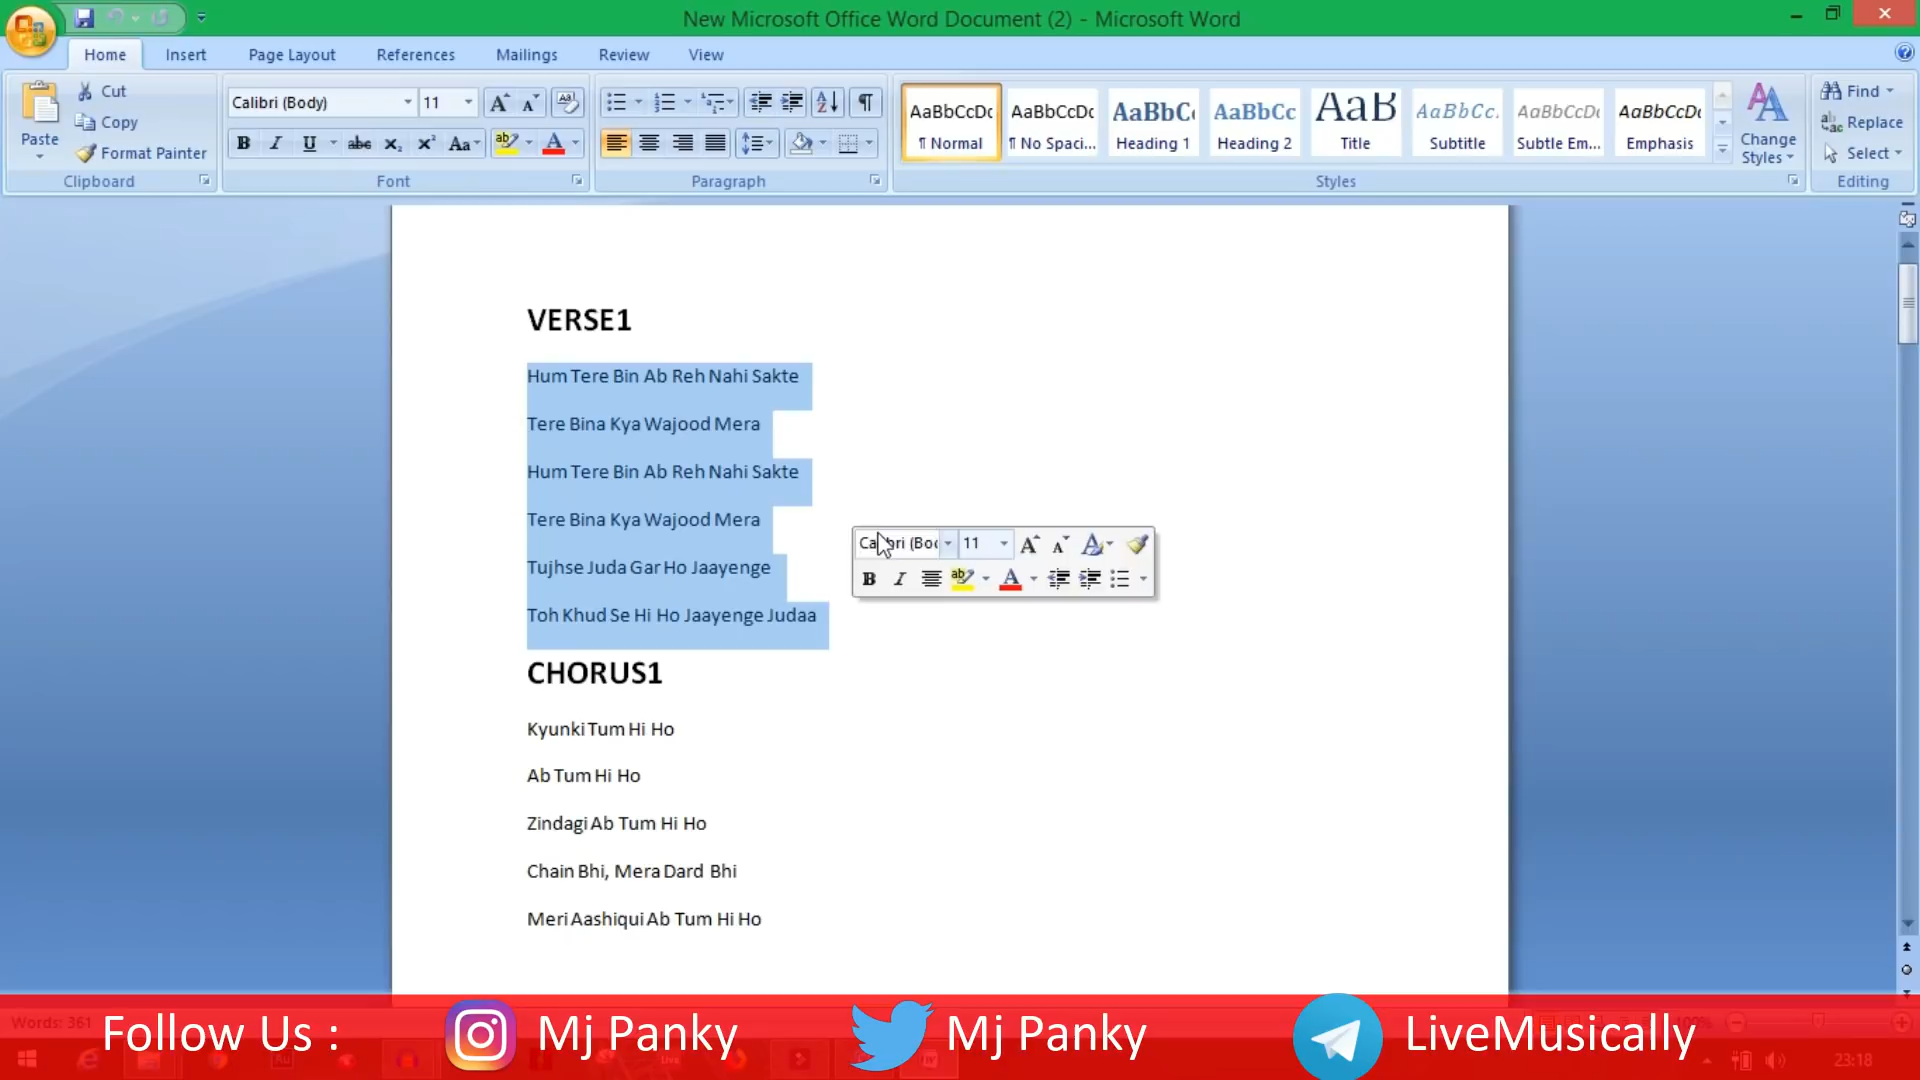 New Microsoft Office Word Document (2) - Microsoft Word
Home Insert Page Layout References Mailings Review View
Paste
Cut
Copy
Format Painter
Clipboard
Calibri (Body) 11
B I U abc X₂ X² Aa
Font
Paragraph
AaBbCcDc AaBbCcDc AaBbC AaBbCc AaB AaBbCc. AaBbCcDc AaBbCcDc
¶ Normal ¶ No Spaci... Heading 1 Heading 2 Title Subtitle Subtle Em... Emphasis
Change Styles
Styles
Find
Replace
Select
Editing
VERSE1
Hum Tere Bin Ab Reh Nahi Sakte
Tere Bina Kya Wajood Mera
Hum Tere Bin Ab Reh Nahi Sakte
Tere Bina Kya Wajood Mera
Tujhse Juda Gar Ho Jaayenge
Toh Khud Se Hi Ho Jaayenge Judaa
11
B I
CHORUS1
Kyunki Tum Hi Ho
Ab Tum Hi Ho
Zindagi Ab Tum Hi Ho
Chain Bhi, Mera Dard Bhi
Meri Aashiqui Ab Tum Hi Ho
Words: 361
Follow Us : Mj Panky Mj Panky LiveMusically
23:18